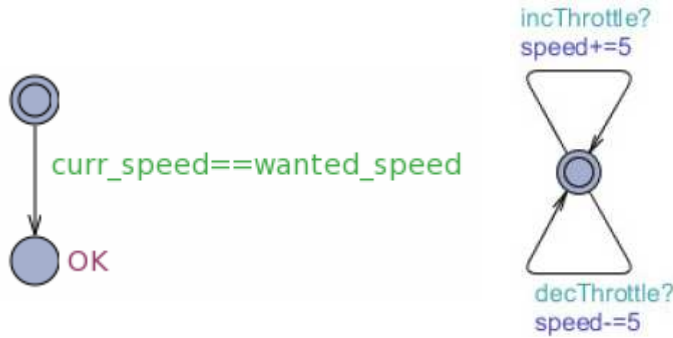 curr_speed==wanted_speed
OK
incThrottle?
speed+=5
decThrottle?
speed-=5